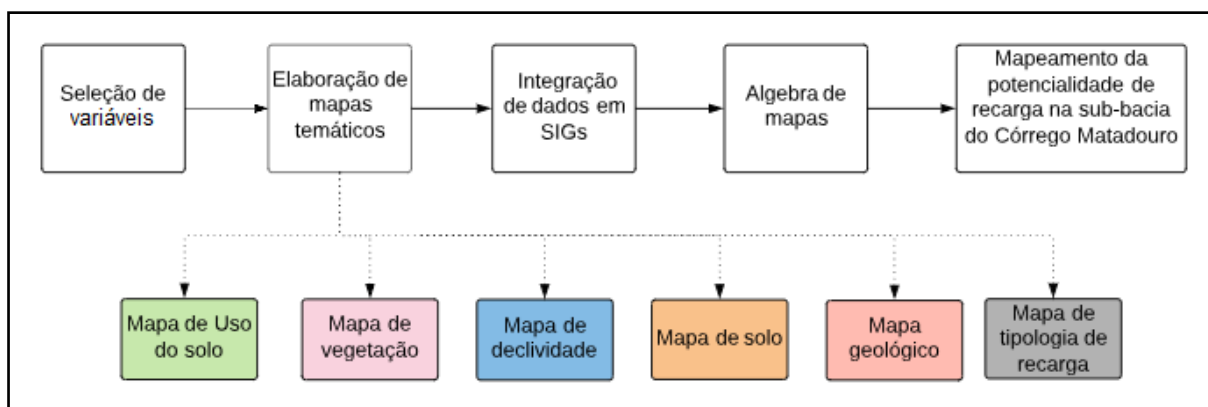 Seleção de
variáveis
Elaboração de
mapas
temáticos
Integração
de dados em
SIGs
Algebra de
mapas
Mapeamento da
potencialidade de
recarga na sub-bacia
do Córrego Matadouro
Mapa de Uso
do solo
Mapa de
vegetação
Mapa de
declividade
Mapa de solo
Mapa
geológico
Mapa de
tipologia de
recarga